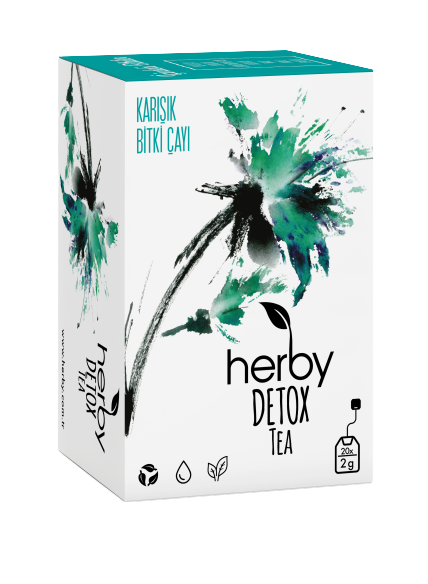 KARIŞIK
BİTKİ ÇAYI
herby
DETOX
TEA
20x
2g
www.herby.com.tr
herby
DETOX
TEA